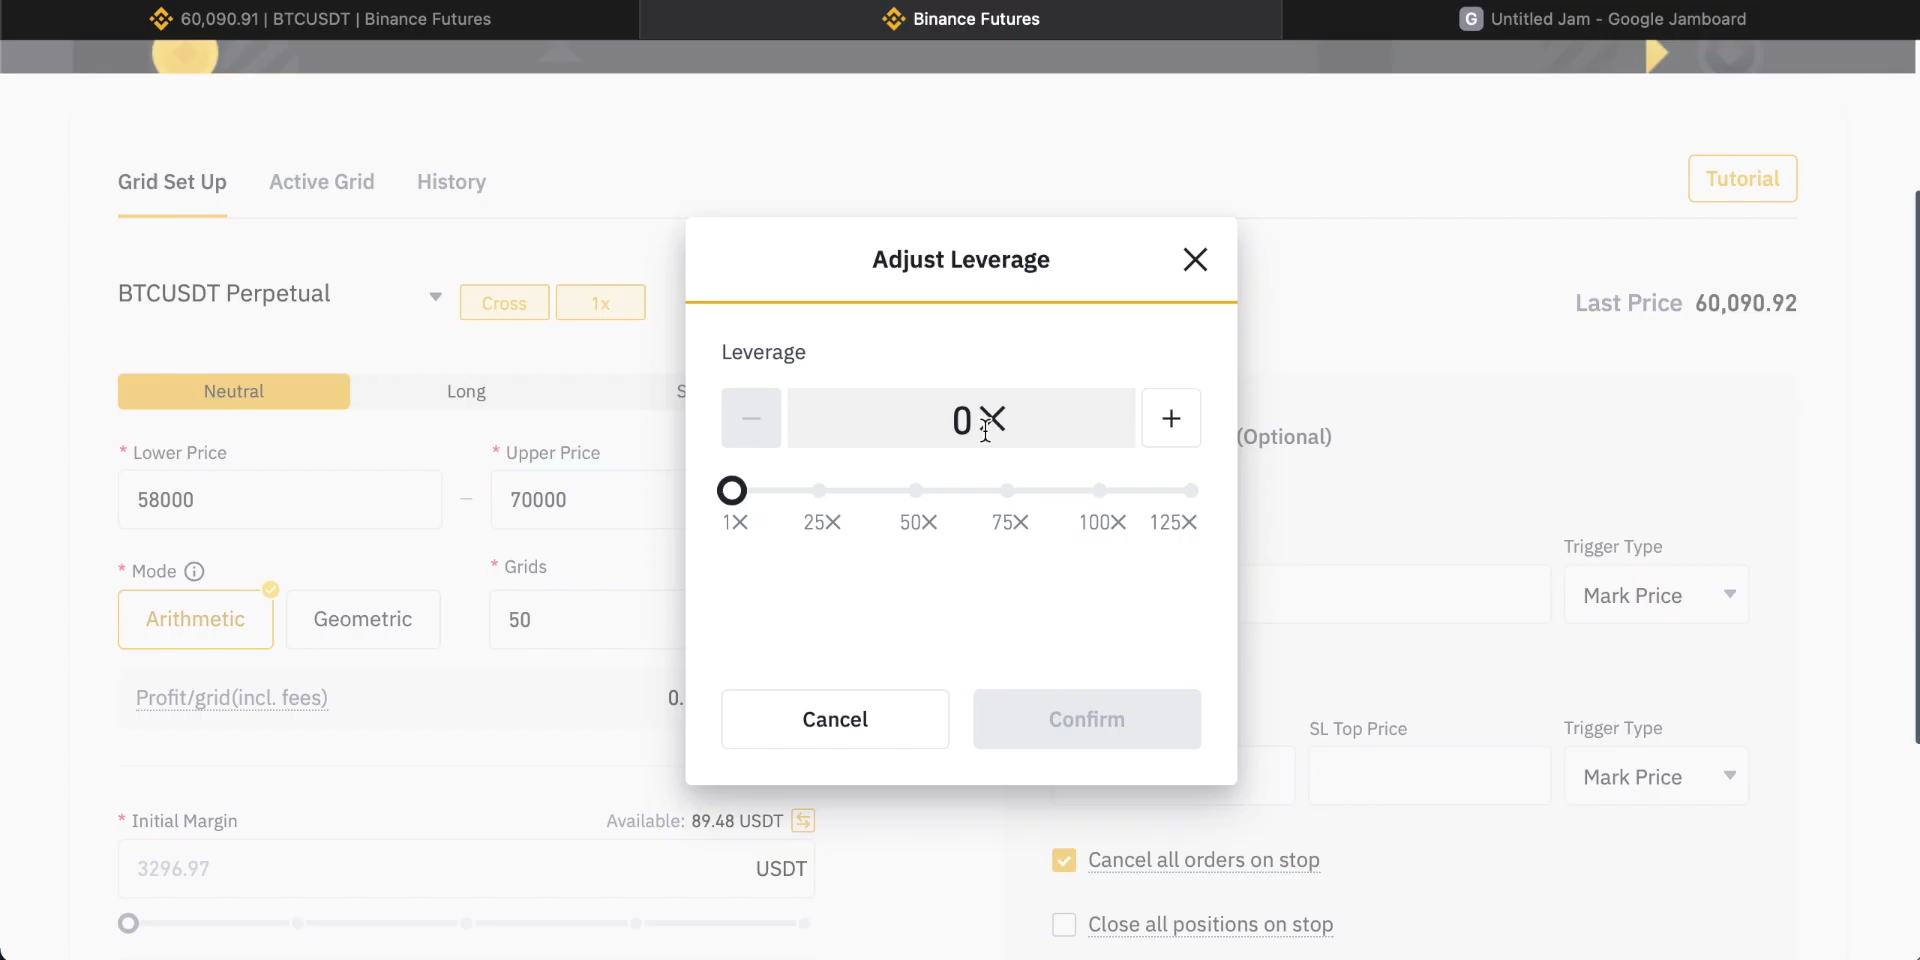 60,090.91 | BTCUSDT | Binance Futures
Binance Futures
G Untitled Jam - Google Jamboard
Grid Set Up
Active Grid
History
Tutorial
BTCUSDT Perpetual
Cross
1x
Last Price 60,090.92
Neutral
Long
S
* Lower Price
* Upper Price
58000
–
70000
* Mode
* Grids
Arithmetic
Geometric
50
Profit/grid(incl. fees)
0.
* Initial Margin
Available: 89.48 USDT
3296.97
USDT
Adjust Leverage
Leverage
0X
1X
25X
50X
75X
100X
125X
Cancel
Confirm
(Optional)
Trigger Type
Mark Price
SL Top Price
Trigger Type
Mark Price
Cancel all orders on stop
Close all positions on stop